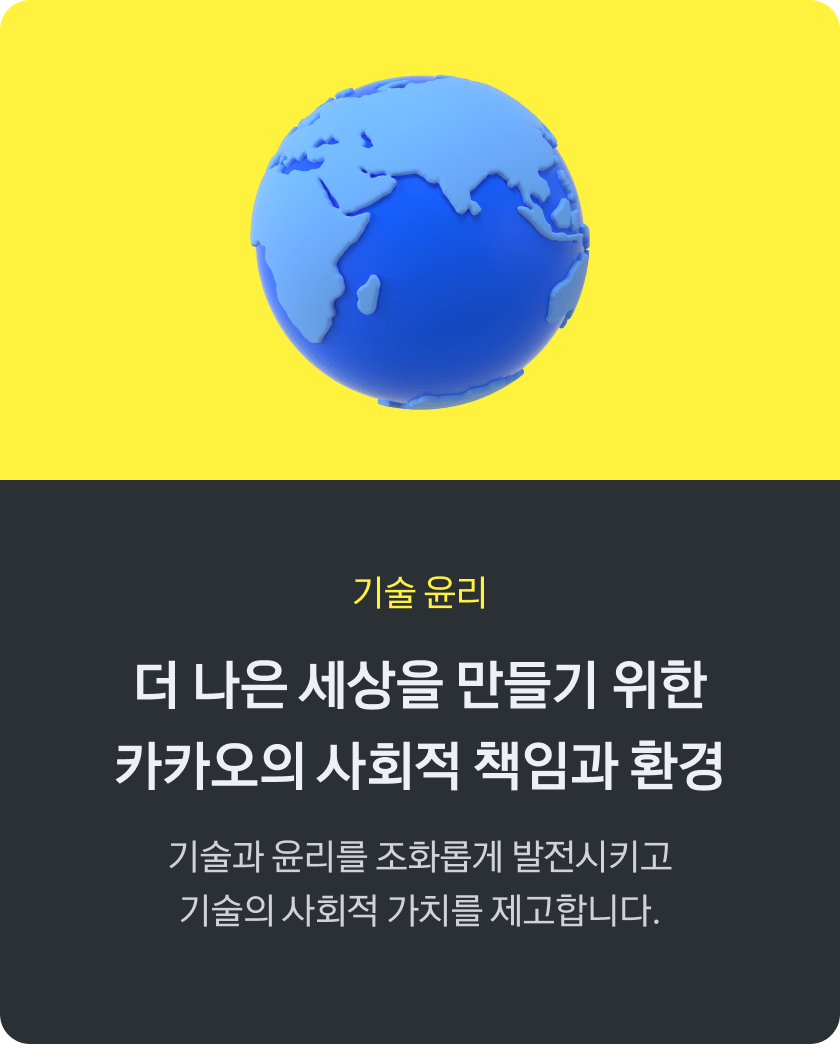 기술 윤리
더 나은 세상을 만들기 위한
카카오의 사회적 책임과 환경
기술과 윤리를 조화롭게 발전시키고
기술의 사회적 가치를 제고합니다.